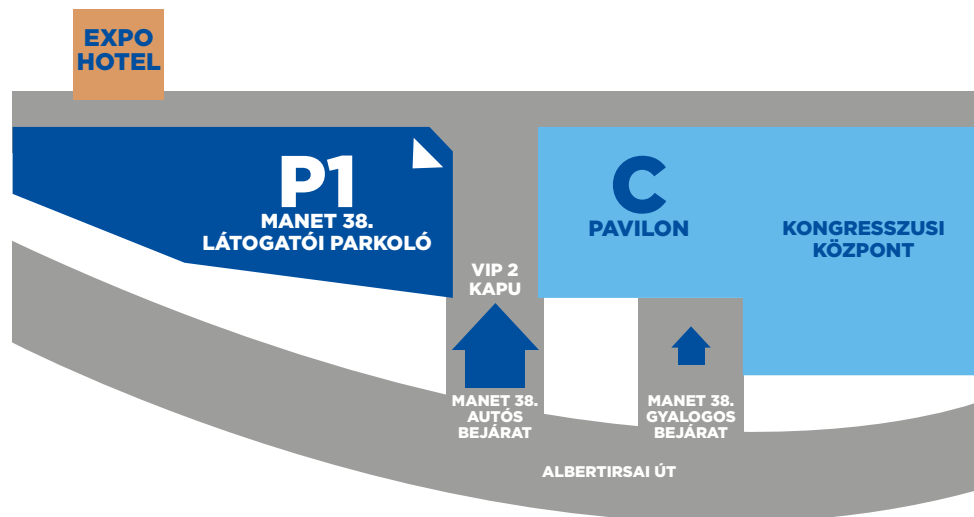 EXPO
HOTEL
P1
MANET 38.
LÁTOGATÓI PARKOLÓ
C
PAVILON
KONGRESSZUSI
KÖZPONT
VIP 2
KAPU
MANET 38.
AUTÓS
BEJÁRAT
MANET 38.
GYALOGOS
BEJÁRAT
ALBERTIRSAI ÚT